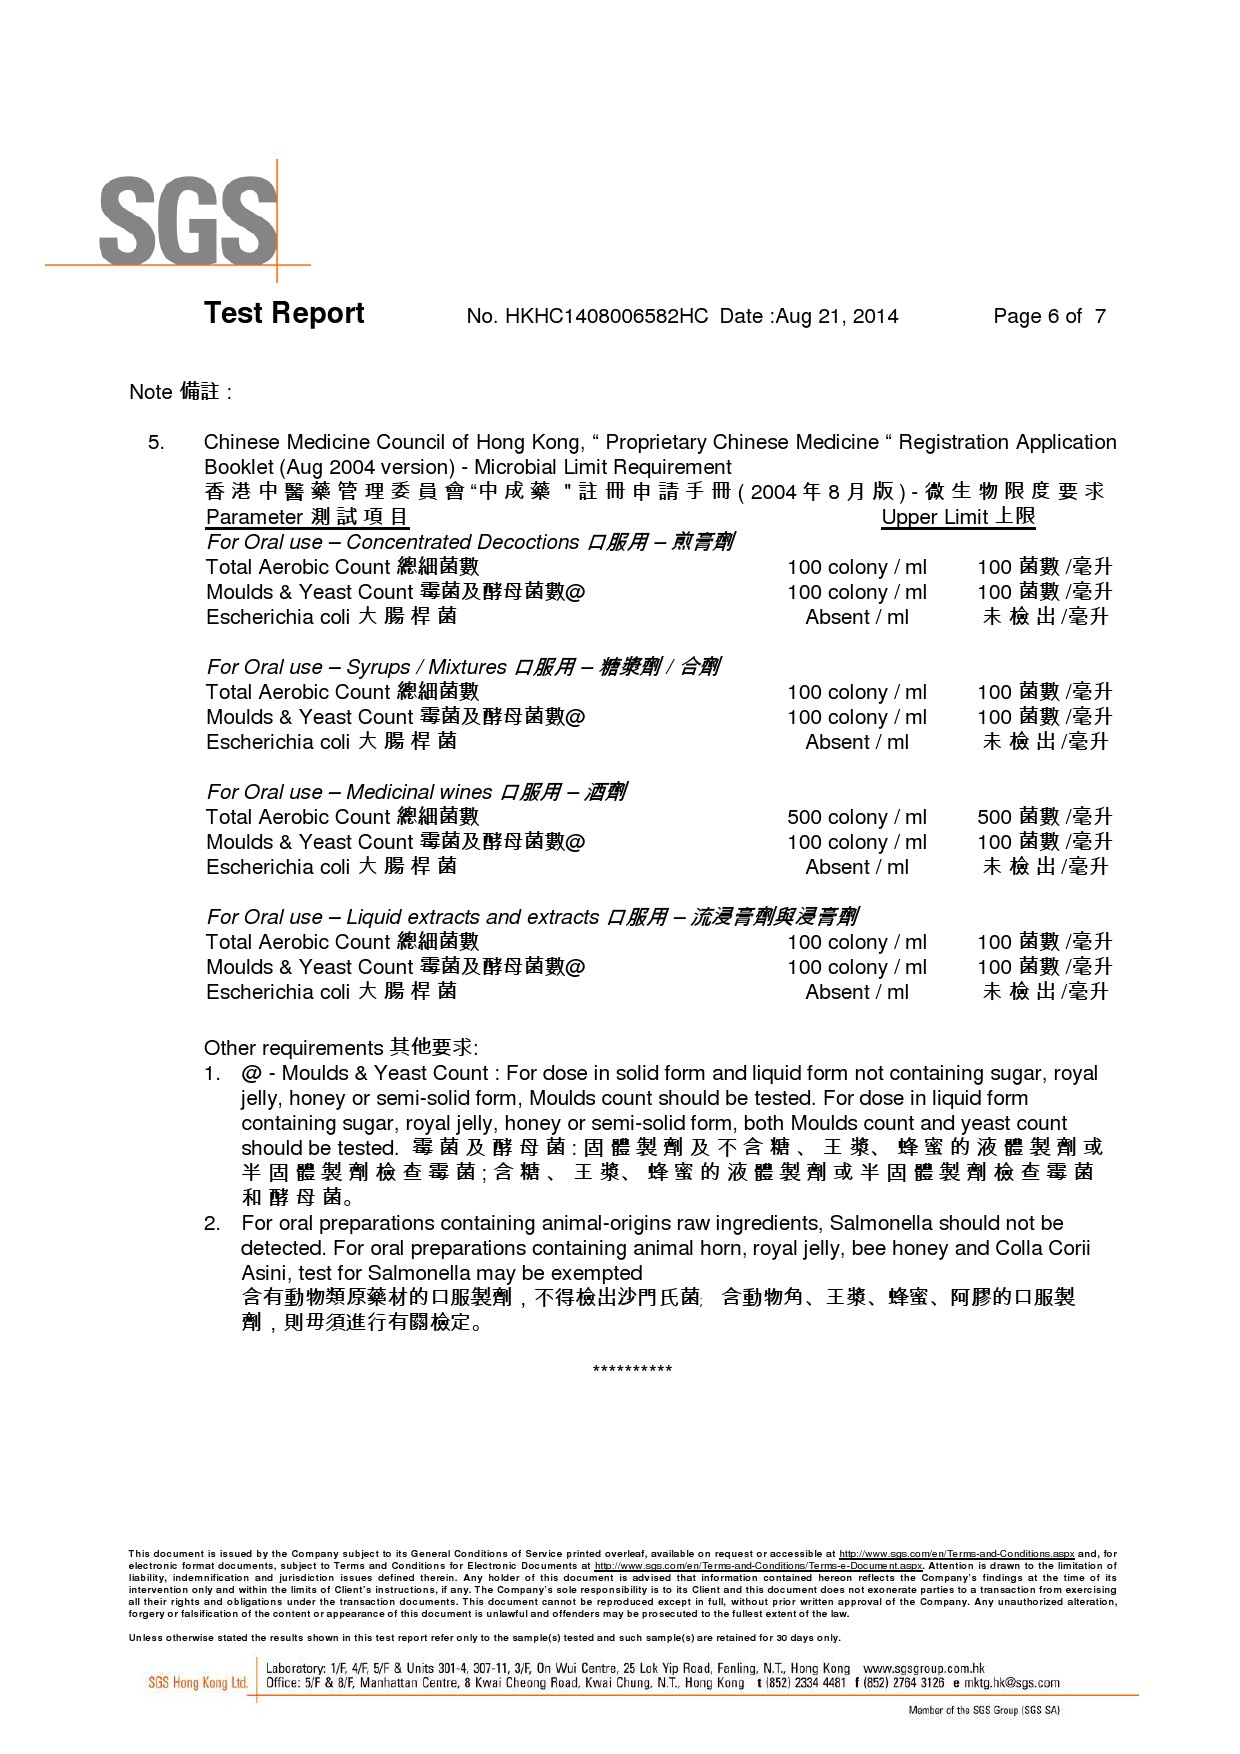 SGS
Test Report No. HKHC1408006582HC Date :Aug 21, 2014 Page 6 of 7
Note 備註 :
5. Chinese Medicine Council of Hong Kong, “ Proprietary Chinese Medicine “ Registration Application
Booklet (Aug 2004 version) - Microbial Limit Requirement
香港中醫藥管理委員會“中成藥 " 註冊申請手冊 ( 2004 年 8 月版 ) - 微生物限度要求
Parameter 測試項目 Upper Limit 上限
For Oral use – Concentrated Decoctions 口服用 – 煎膏劑
Total Aerobic Count 總細菌數 100 colony / ml 100 菌數 /毫升
Moulds & Yeast Count 霉菌及酵母菌數@ 100 colony / ml 100 菌數 /毫升
Escherichia coli 大腸桿菌 Absent / ml 未檢出 /毫升
For Oral use – Syrups / Mixtures 口服用 – 糖漿劑 / 合劑
Total Aerobic Count 總細菌數 100 colony / ml 100 菌數 /毫升
Moulds & Yeast Count 霉菌及酵母菌數@ 100 colony / ml 100 菌數 /毫升
Escherichia coli 大腸桿菌 Absent / ml 未檢出 /毫升
For Oral use – Medicinal wines 口服用 – 酒劑
Total Aerobic Count 總細菌數 500 colony / ml 500 菌數 /毫升
Moulds & Yeast Count 霉菌及酵母菌數@ 100 colony / ml 100 菌數 /毫升
Escherichia coli 大腸桿菌 Absent / ml 未檢出 /毫升
For Oral use – Liquid extracts and extracts 口服用 – 流浸膏劑與浸膏劑
Total Aerobic Count 總細菌數 100 colony / ml 100 菌數 /毫升
Moulds & Yeast Count 霉菌及酵母菌數@ 100 colony / ml 100 菌數 /毫升
Escherichia coli 大腸桿菌 Absent / ml 未檢出 /毫升
Other requirements 其他要求:
1. @ - Moulds & Yeast Count : For dose in solid form and liquid form not containing sugar, royal
jelly, honey or semi-solid form, Moulds count should be tested. For dose in liquid form
containing sugar, royal jelly, honey or semi-solid form, both Moulds count and yeast count
should be tested. 霉菌及酵母菌 : 固體製劑及不含糖、王漿、蜂蜜的液體製劑或
半固體製劑檢查霉菌 ; 含糖、王漿、蜂蜜的液體製劑或半固體製劑檢查霉菌
和酵母菌。
2. For oral preparations containing animal-origins raw ingredients, Salmonella should not be
detected. For oral preparations containing animal horn, royal jelly, bee honey and Colla Corii
Asini, test for Salmonella may be exempted
含有動物類原藥材的口服製劑 , 不得檢出沙門氏菌; 含動物角、王漿、蜂蜜、阿膠的口服製
劑 , 則毋須進行有關檢定。
**********
This document is issued by the Company subject to its General Conditions of Service printed overleaf, available on request or accessible at http://www.sgs.com/en/Terms-and-Conditions.aspx and, for
electronic format documents, subject to Terms and Conditions for Electronic Documents at http://www.sgs.com/en/Terms-and-Conditions/Terms-e-Document.aspx. Attention is drawn to the limitation of
liability, indemnification and jurisdiction issues defined therein. Any holder of this document is advised that information contained hereon reflects the Company's findings at the time of its
intervention only and within the limits of Client's instructions, if any. The Company's sole responsibility is to its Client and this document does not exonerate parties to a transaction from exercising
all their rights and obligations under the transaction documents. This document cannot be reproduced except in full, without prior written approval of the Company. Any unauthorized alteration,
forgery or falsification of the content or appearance of this document is unlawful and offenders may be prosecuted to the fullest extent of the law.
Unless otherwise stated the results shown in this test report refer only to the sample(s) tested and such sample(s) are retained for 30 days only.
SGS Hong Kong Ltd. Laboratory: 1/F, 4/F, 5/F & Units 301-4, 307-11, 3/F, On Wui Centre, 25 Lok Yip Road, Fanling, N.T., Hong Kong www.sgsgroup.com.hk
Office: 5/F & 8/F, Manhattan Centre, 8 Kwai Cheong Road, Kwai Chung, N.T., Hong Kong t (852) 2334 4481 f (852) 2764 3126 e mktg.hk@sgs.com
Member of the SGS Group (SGS SA)